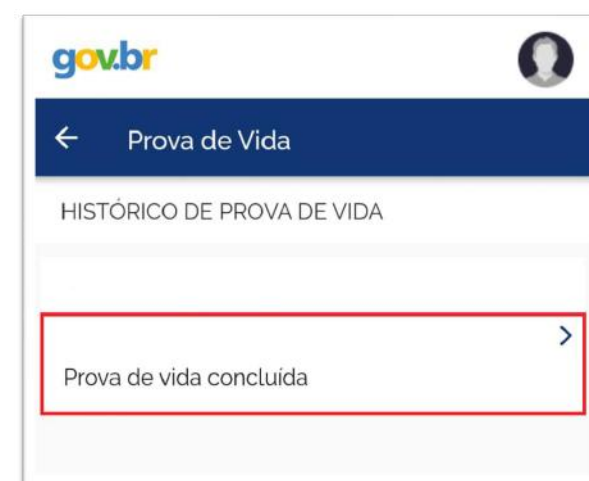 gov.br
Prova de Vida
HISTÓRICO DE PROVA DE VIDA
Prova de vida concluída